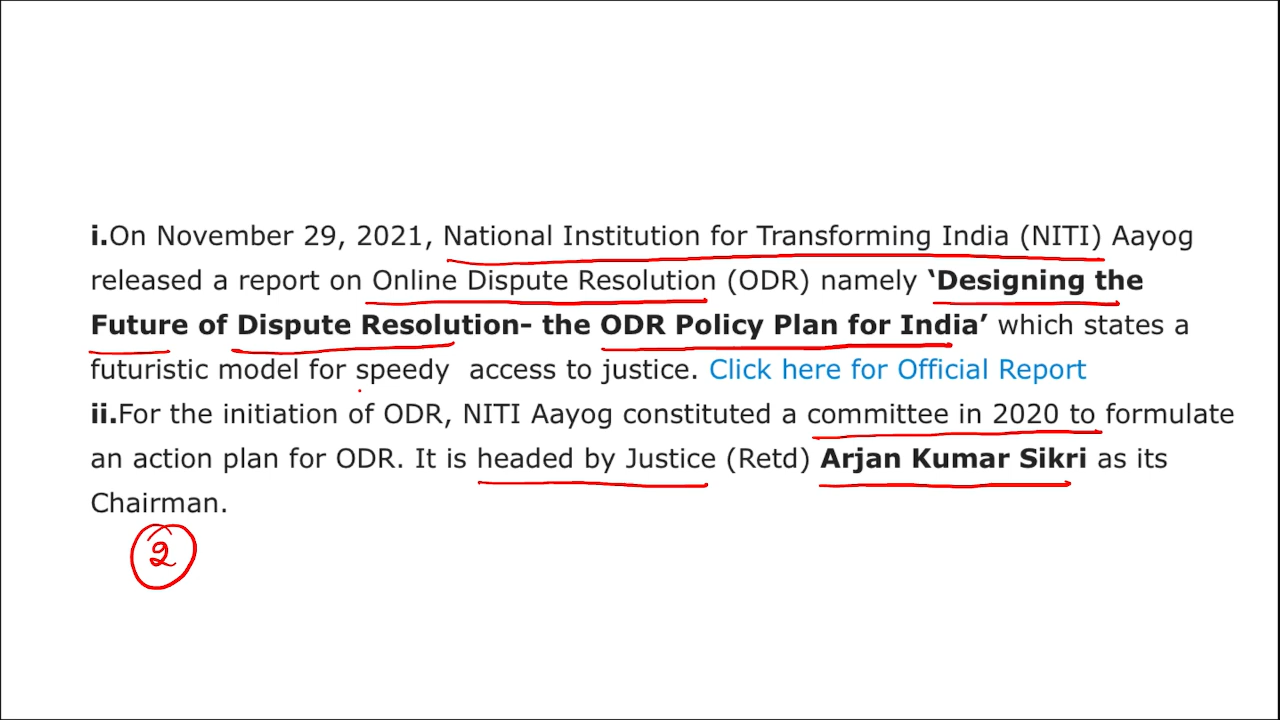 i.On November 29, 2021, National Institution for Transforming India (NITI) Aayog
released a report on Online Dispute Resolution (ODR) namely ‘Designing the
Future of Dispute Resolution- the ODR Policy Plan for India’ which states a
futuristic model for speedy  access to justice. Click here for Official Report
ii.For the initiation of ODR, NITI Aayog constituted a committee in 2020 to formulate
an action plan for ODR. It is headed by Justice (Retd) Arjan Kumar Sikri as its
Chairman.
2